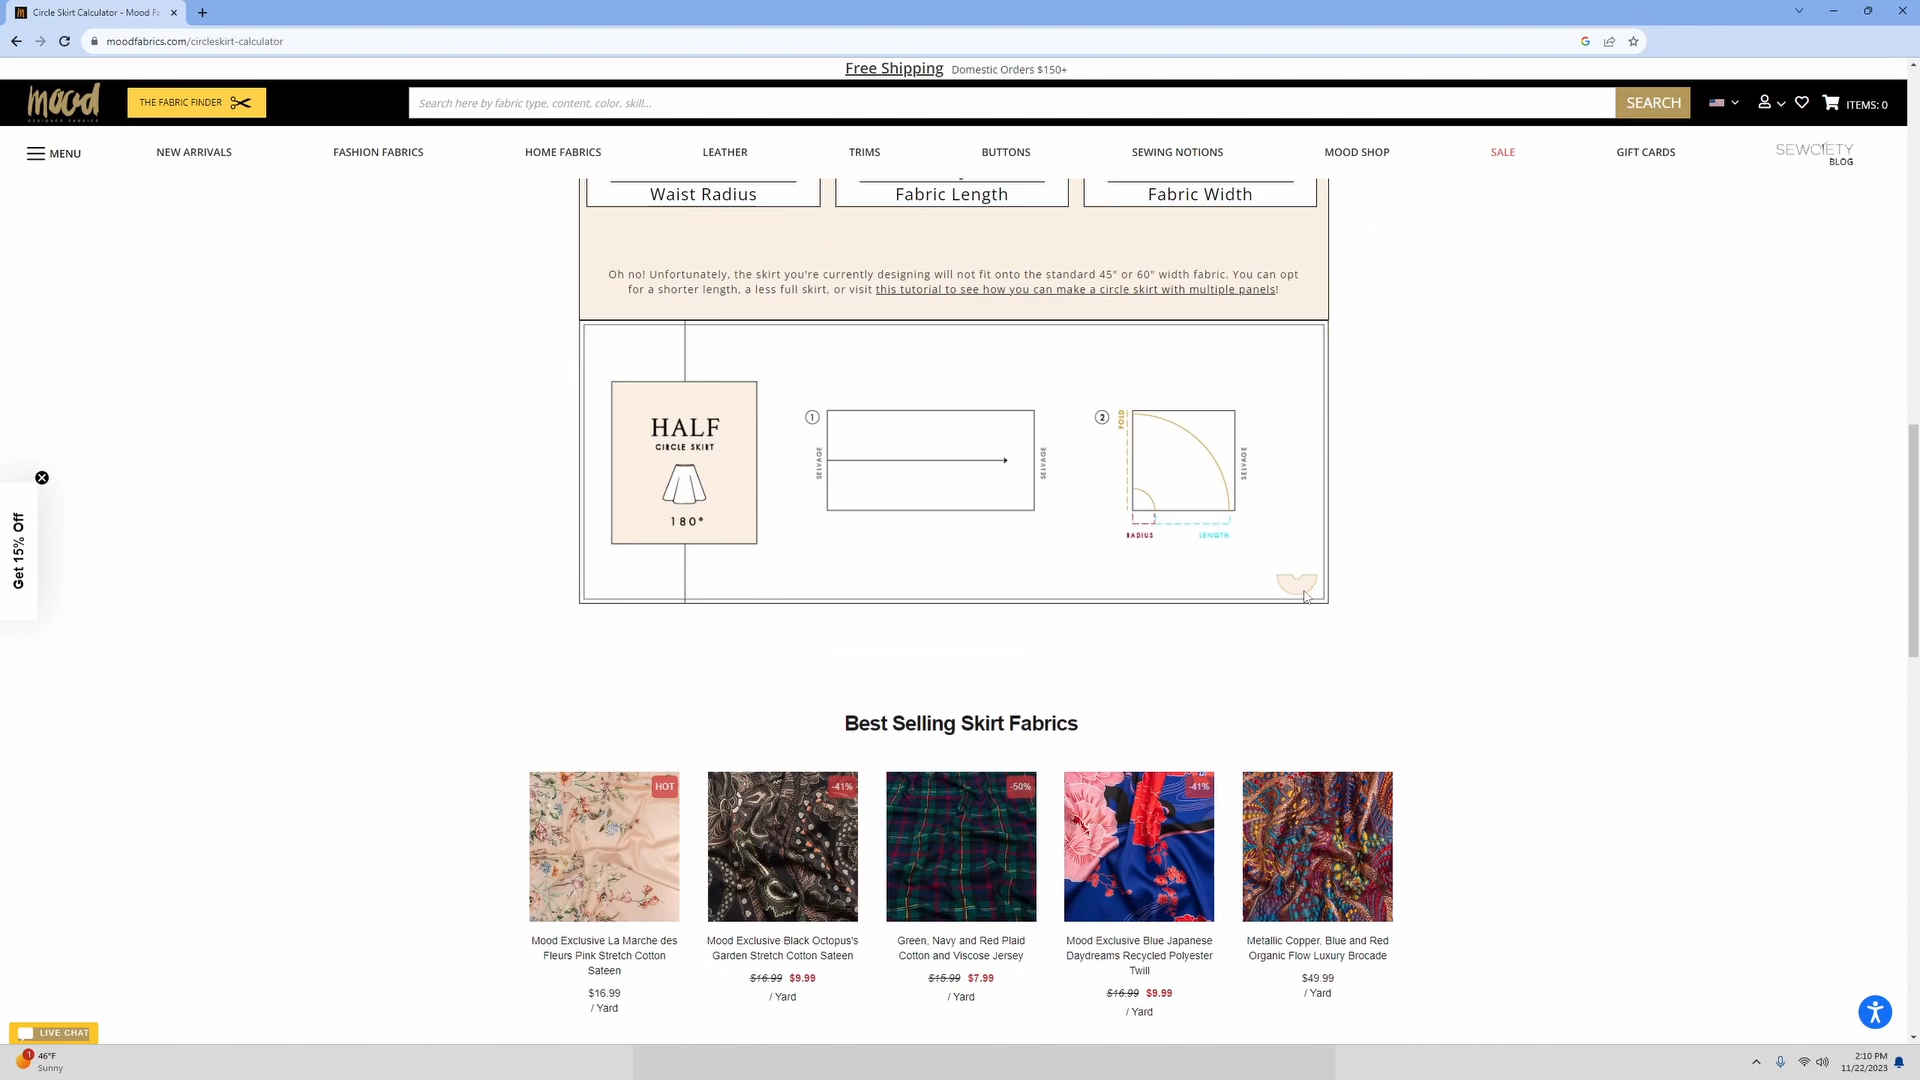 Circle Skirt Calculator - Mood Fa
moodfabrics.com/circleskirt-calculator
Free Shipping Domestic Orders $150+
mood
DESIGNER FABRICS
THE FABRIC FINDER
Search here by fabric type, content, color, skill...
SEARCH
ITEMS: 0
MENU
NEW ARRIVALS
FASHION FABRICS
HOME FABRICS
LEATHER
TRIMS
BUTTONS
SEWING NOTIONS
MOOD SHOP
SALE
GIFT CARDS
SEWCIETY
BLOG
Waist Radius
Fabric Length
Fabric Width
Oh no! Unfortunately, the skirt you're currently designing will not fit onto the standard 45" or 60" width fabric. You can opt
for a shorter length, a less full skirt, or visit this tutorial to see how you can make a circle skirt with multiple panels!
HALF
CIRCLE SKIRT
180°
1
SELVAGE
SELVAGE
2
FOLD
SELVAGE
RADIUS
LENGTH
Get 15% Off
Best Selling Skirt Fabrics
HOT
-41%
-50%
-41%
Mood Exclusive La Marche des
Fleurs Pink Stretch Cotton
Sateen
$16.99
/ Yard
Mood Exclusive Black Octopus's
Garden Stretch Cotton Sateen
$16.99 $9.99
/ Yard
Green, Navy and Red Plaid
Cotton and Viscose Jersey
$15.99 $7.99
/ Yard
Mood Exclusive Blue Japanese
Daydreams Recycled Polyester
Twill
$16.99 $9.99
/ Yard
Metallic Copper, Blue and Red
Organic Flow Luxury Brocade
$49.99
/ Yard
LIVE CHAT
1
46°F
Sunny
2:10 PM
11/22/2023